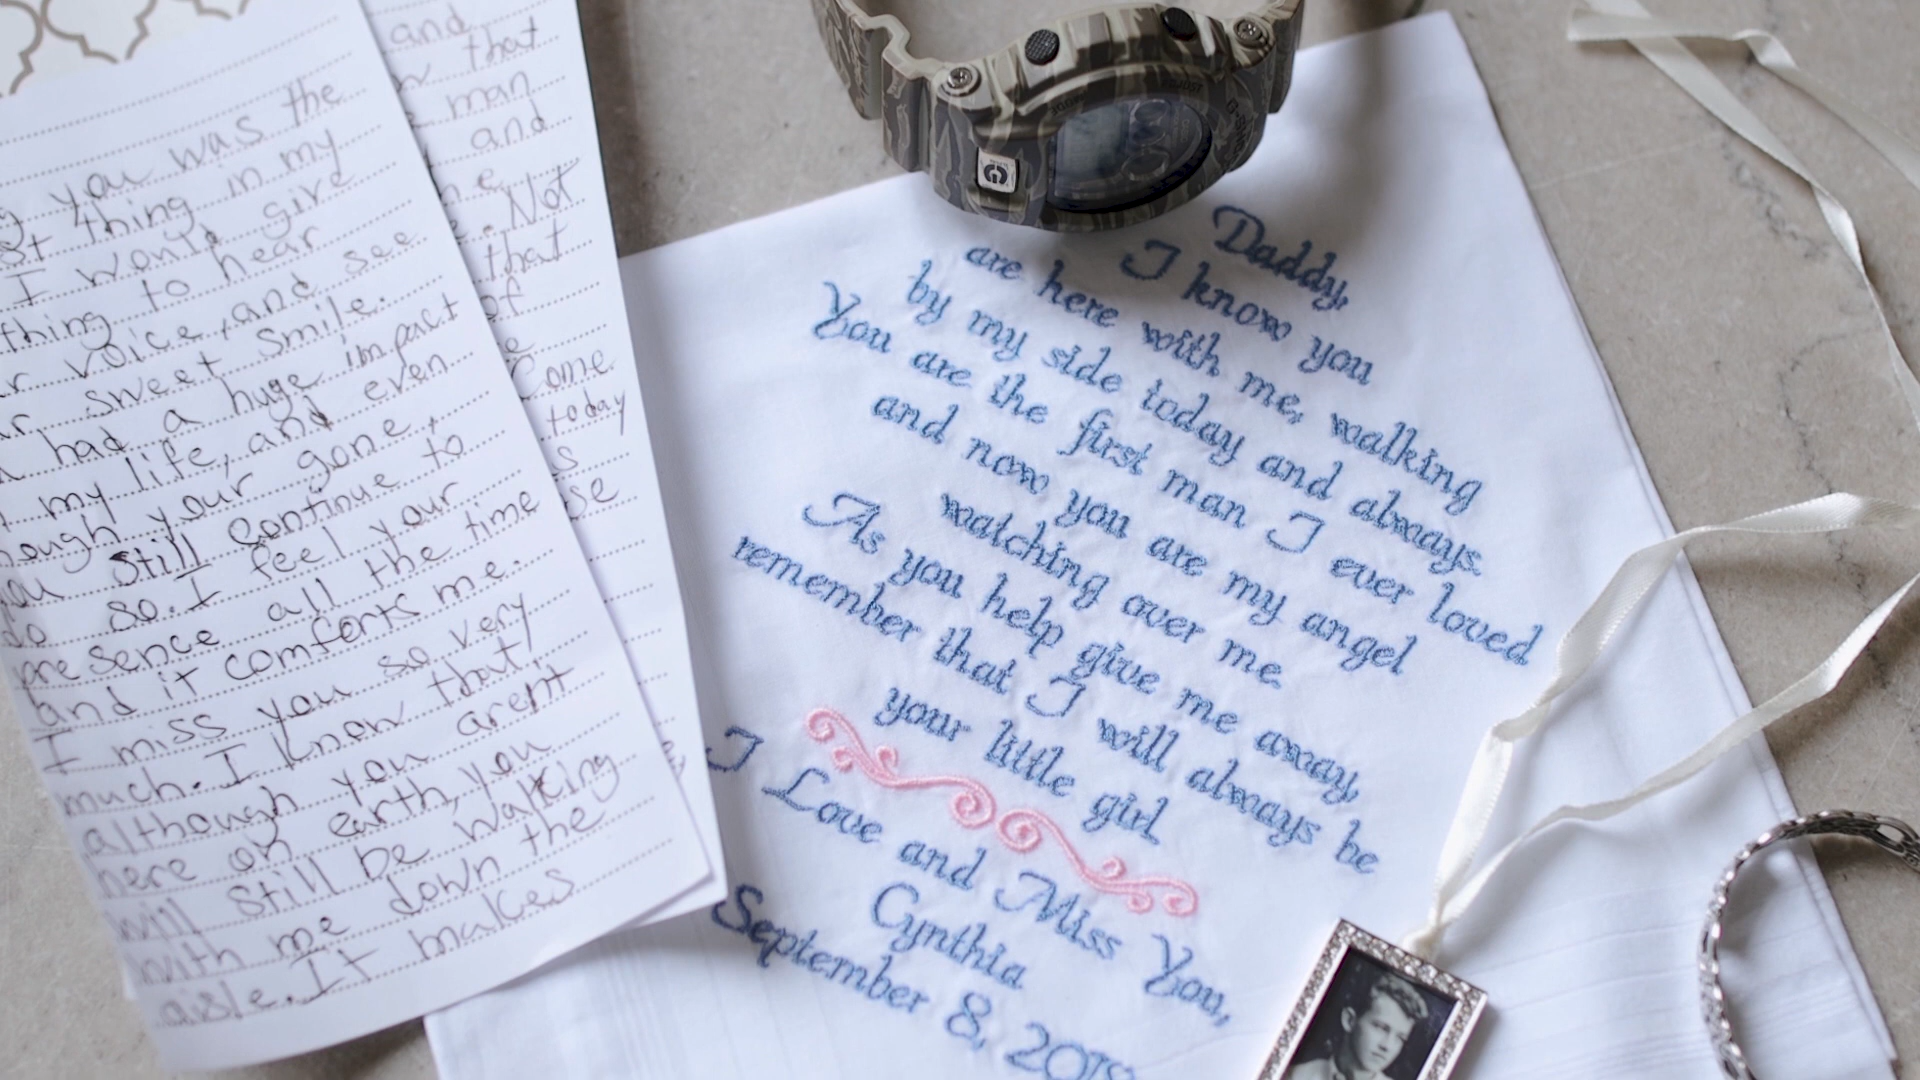 you was the
thing in my
I would give
thing to hear
voice, and see
sweet smile.
had a huge impact
my life, and even
though your gone,
you still continue to
do so. I feel your
presence all the time
and it comforts me.
I miss you so very
much. I know that,
although you arent
here on earth, you
will still be walking
with me down the
aisle. It makes
and
that
man
and
Not
that
of
come
today
Daddy,
I know you
are here with me, walking
by my side today and always.
You are the first man I ever loved
and now you are my angel
watching over me.
As you help give me away,
remember that I will always be
your little girl
I Love and Miss You,
Cynthia
September 8,
G